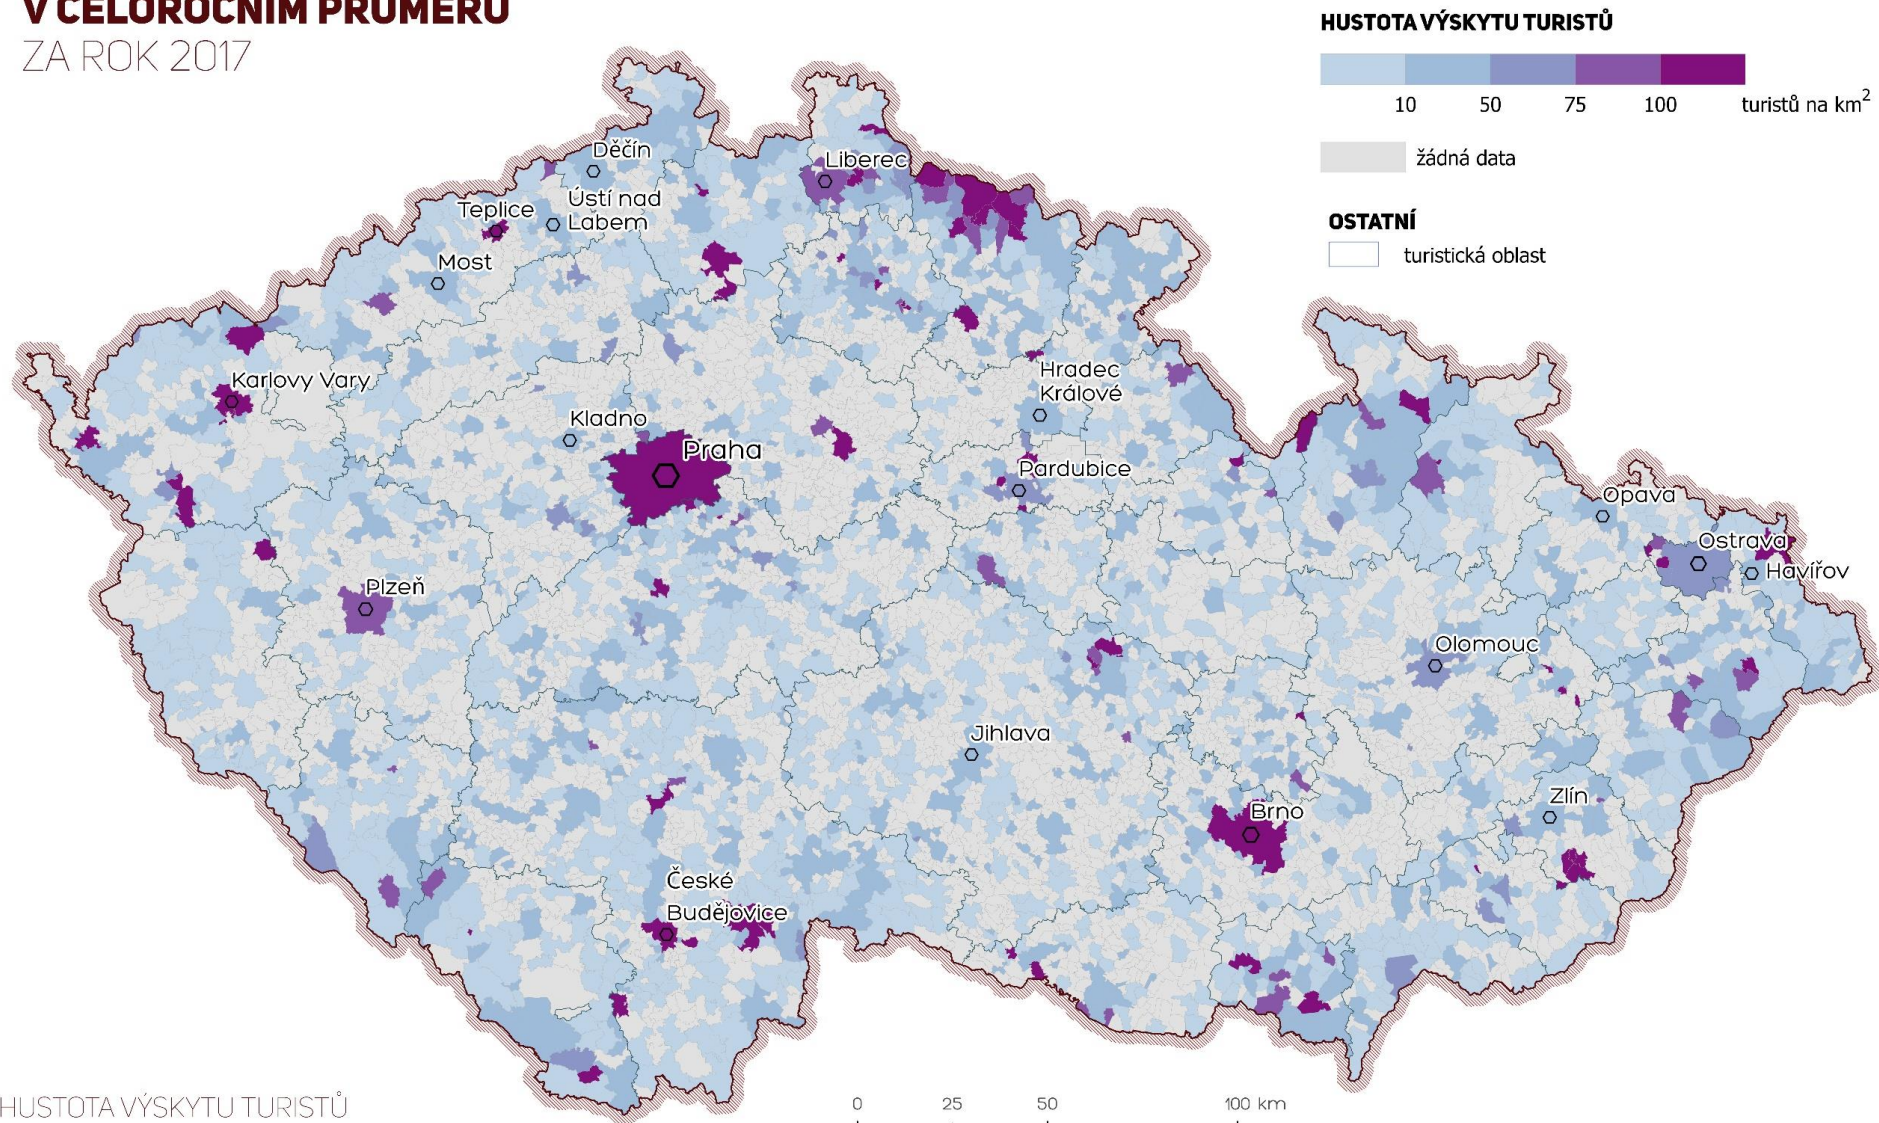 V CELOROČNÍM PRŮMĚRU
ZA ROK 2017
HUSTOTA VÝSKYTU TURISTŮ
10 50 75 100 turistů na km²
žádná data
OSTATNÍ
turistická oblast
Děčín
Liberec
Ústí nad
Labem
Teplice
Most
Karlovy Vary
Hradec
Králové
Kladno
Praha
Pardubice
Opava
Ostrava
Havířov
Plzeň
Olomouc
Jihlava
Zlín
Brno
České
Budějovice
HUSTOTA VÝSKYTU TURISTŮ
0 25 50 100 km